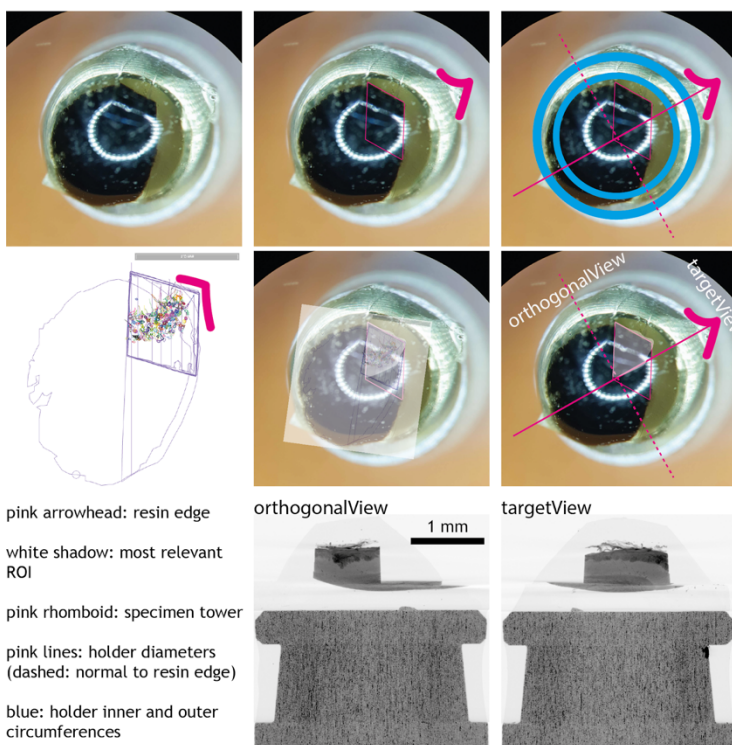 orthogonalView
targetView
pink arrowhead: resin edge
white shadow: most relevant
ROI
pink rhomboid: specimen tower
pink lines: holder diameters
(dashed: normal to resin edge)
blue: holder inner and outer
circumferences
orthogonalView
1 mm
targetView